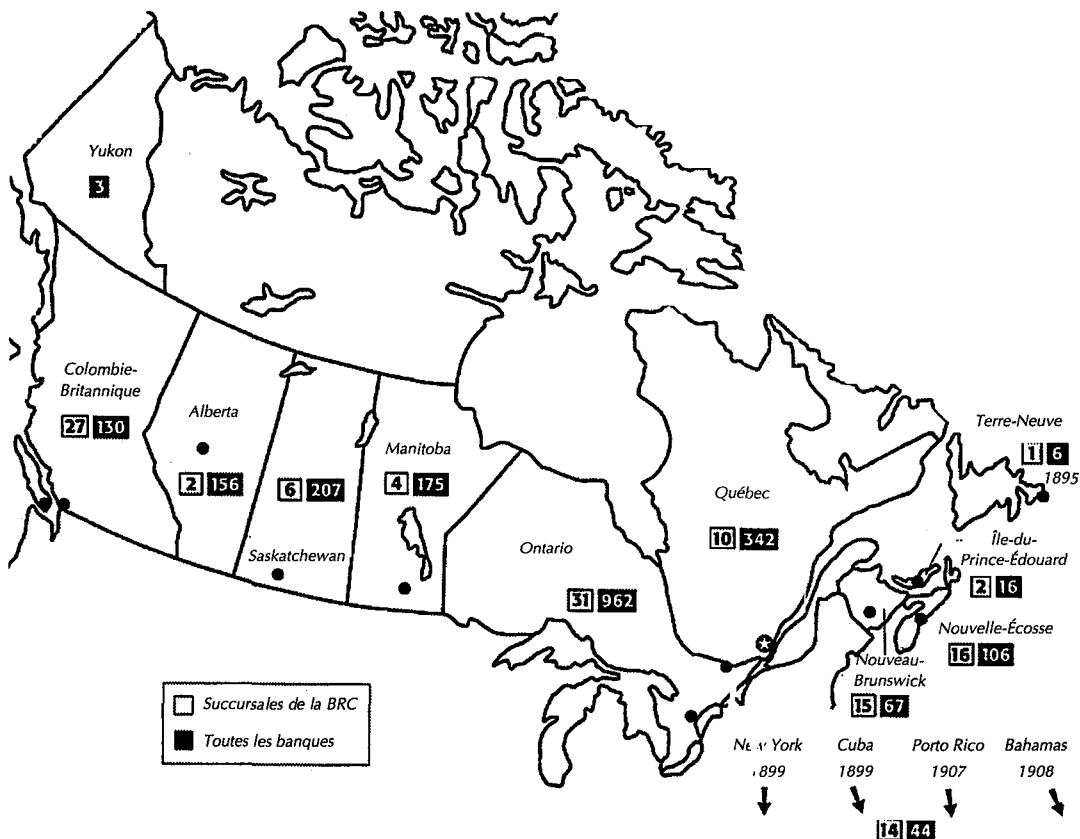 Yukon
3
Colombie-
Britannique
27 130
Alberta
2 156
6 207
Saskatchewan
Manitoba
4 175
Ontario
31 962
Québec
10 342
Terre-Neuve
1 6
1895
Île-du-
Prince-Édouard
2 16
Nouvelle-Écosse
16 106
Nouveau-
Brunswick
15 67
Succursales de la BRC
Toutes les banques
York Cuba Porto Rico Bahamas
1899 1899 1907 1908
14 44